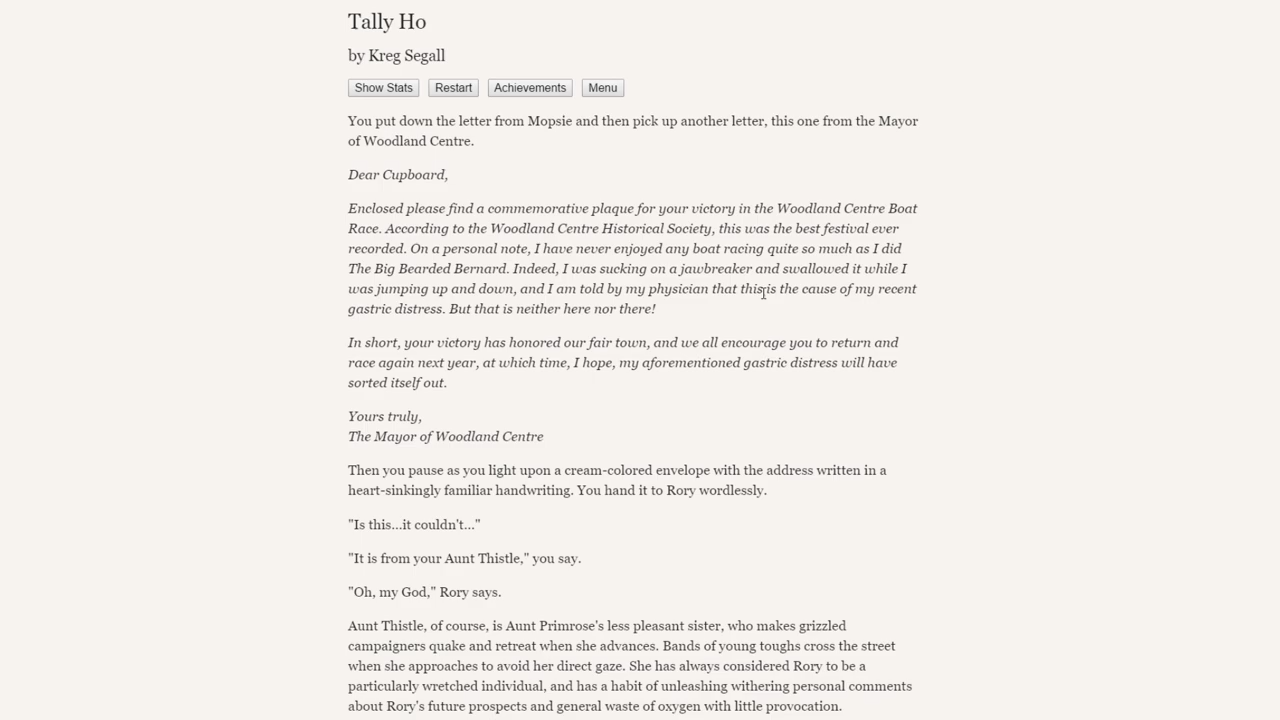 Tally Ho
by Kreg Segall
Show Stats Restart Achievements Menu
You put down the letter from Mopsie and then pick up another letter, this one from the Mayor
of Woodland Centre.
Dear Cupboard,
Enclosed please find a commemorative plaque for your victory in the Woodland Centre Boat
Race. According to the Woodland Centre Historical Society, this was the best festival ever
recorded. On a personal note, I have never enjoyed any boat racing quite so much as I did
The Big Bearded Bernard. Indeed, I was sucking on a jawbreaker and swallowed it while I
was jumping up and down, and I am told by my physician that this is the cause of my recent
gastric distress. But that is neither here nor there!
In short, your victory has honored our fair town, and we all encourage you to return and
race again next year, at which time, I hope, my aforementioned gastric distress will have
sorted itself out.
Yours truly,
The Mayor of Woodland Centre
Then you pause as you light upon a cream-colored envelope with the address written in a
heart-sinkingly familiar handwriting. You hand it to Rory wordlessly.
"Is this...it couldn't..."
"It is from your Aunt Thistle," you say.
"Oh, my God," Rory says.
Aunt Thistle, of course, is Aunt Primrose's less pleasant sister, who makes grizzled
campaigners quake and retreat when she advances. Bands of young toughs cross the street
when she approaches to avoid her direct gaze. She has always considered Rory to be a
particularly wretched individual, and has a habit of unleashing withering personal comments
about Rory's future prospects and general waste of oxygen with little provocation.